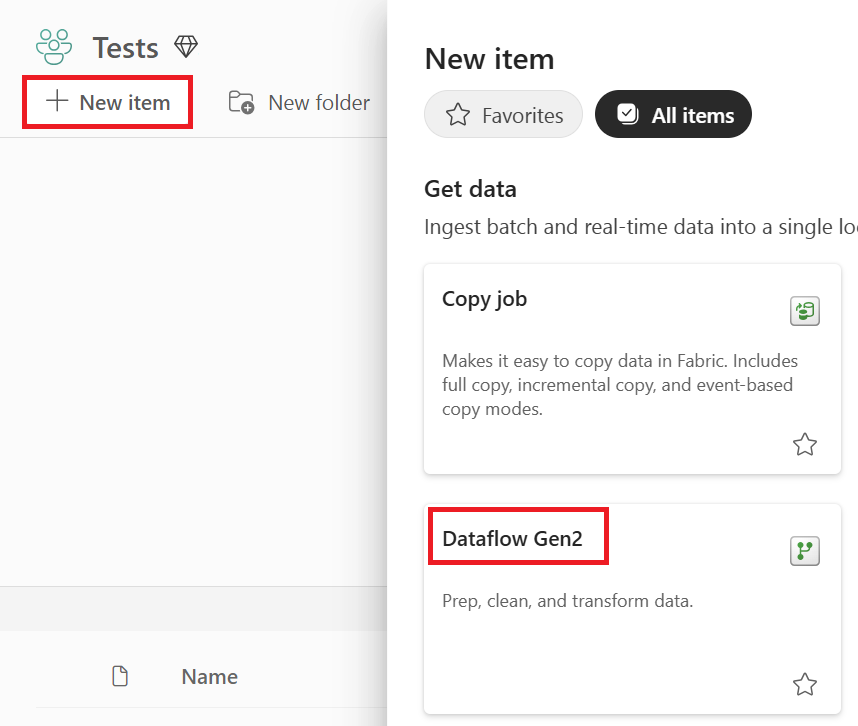 Tests
New item
New folder
Name
New item
Favorites
All items
Get data
Ingest batch and real-time data into a single
Copy job
Makes it easy to copy data in Fabric. Includes
full copy, incremental copy, and event-based
copy modes.
Dataflow Gen2
Prep, clean, and transform data.